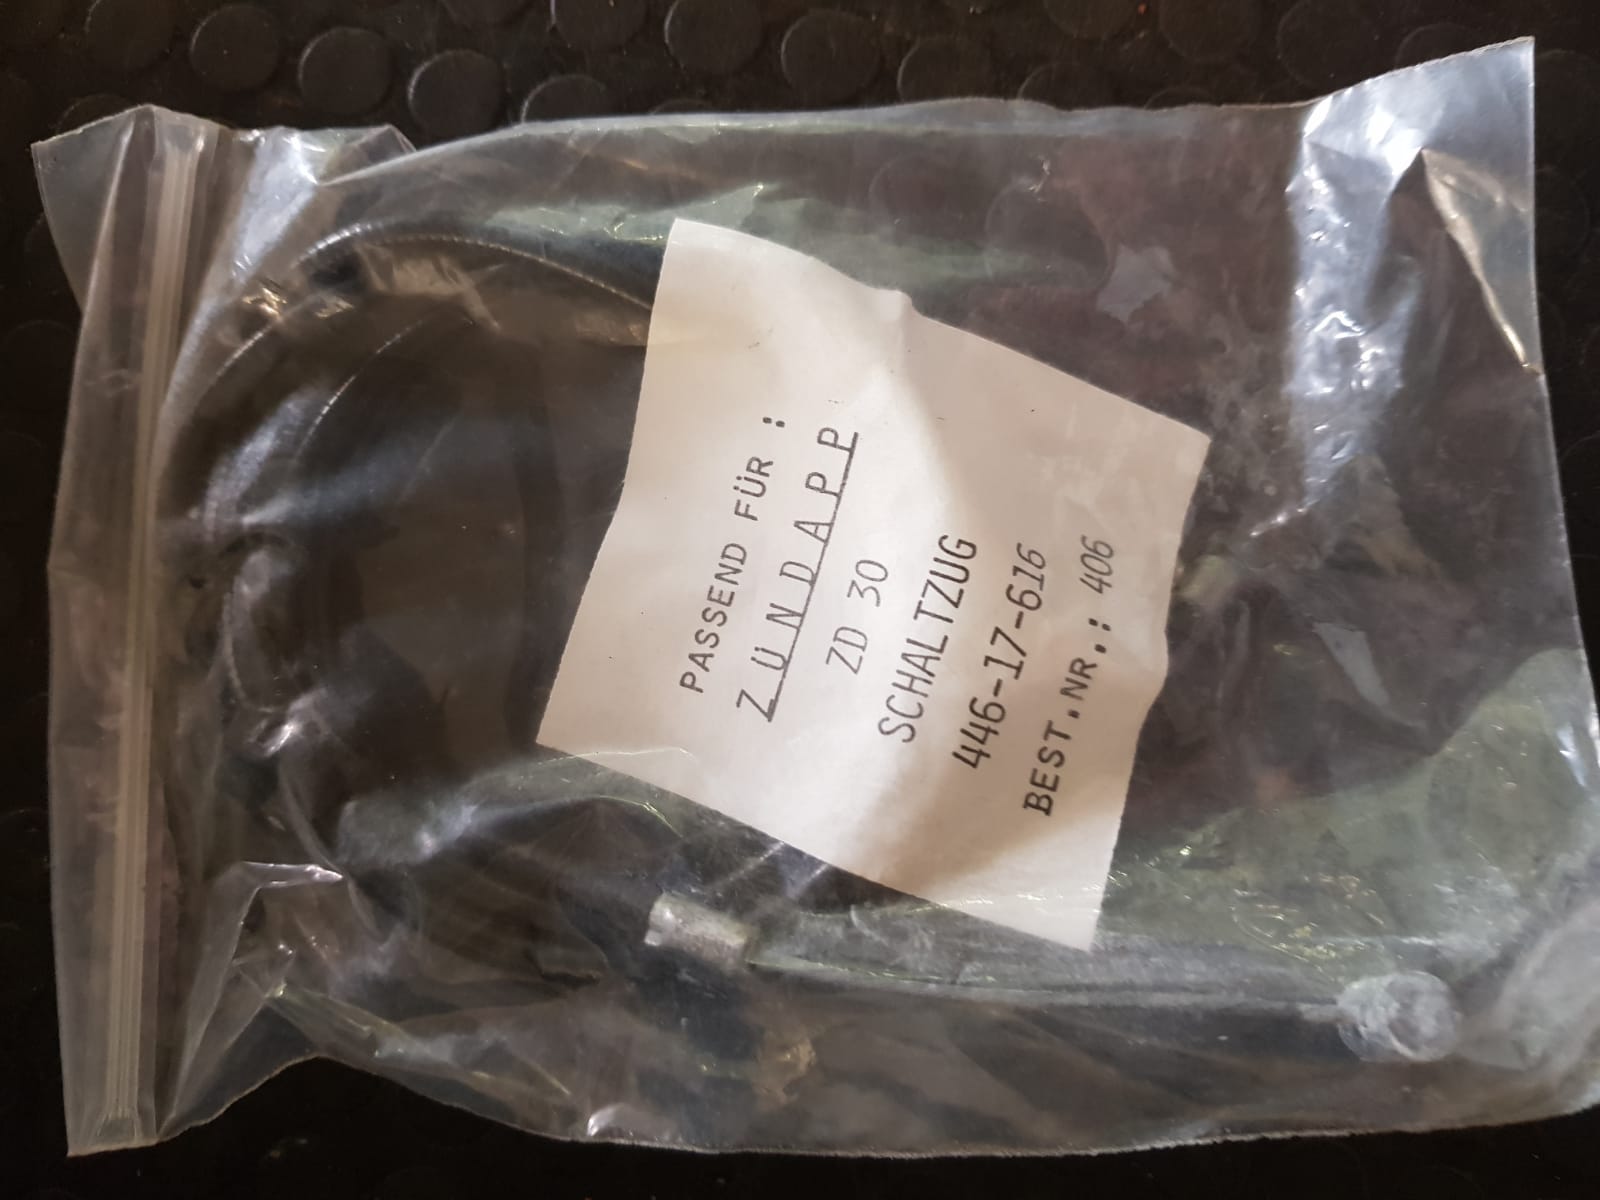 PASSEND FÜR :
ZÜNDAPP
ZD 30
SCHALTZUG
446-17-616
BEST.NR.: 406